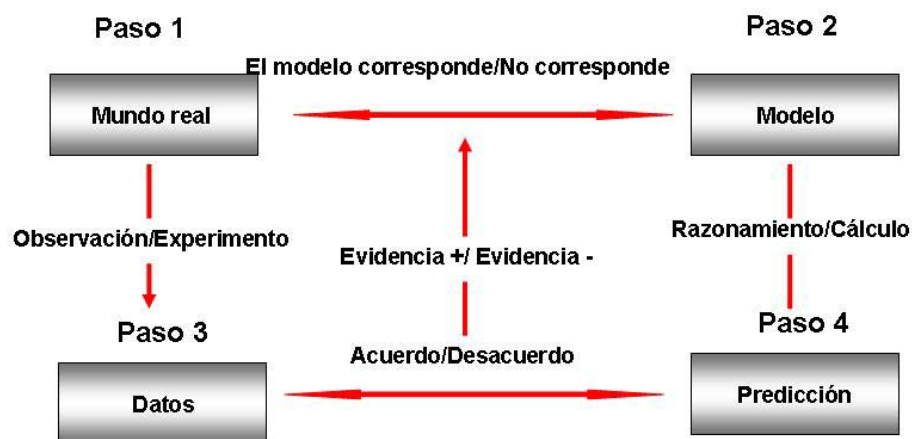 Paso 1
Paso 2
El modelo corresponde/No corresponde
Mundo real
Modelo
Observación/Experimento
Razonamiento/Cálculo
Evidencia +/ Evidencia -
Paso 3
Paso 4
Acuerdo/Desacuerdo
Datos
Predicción